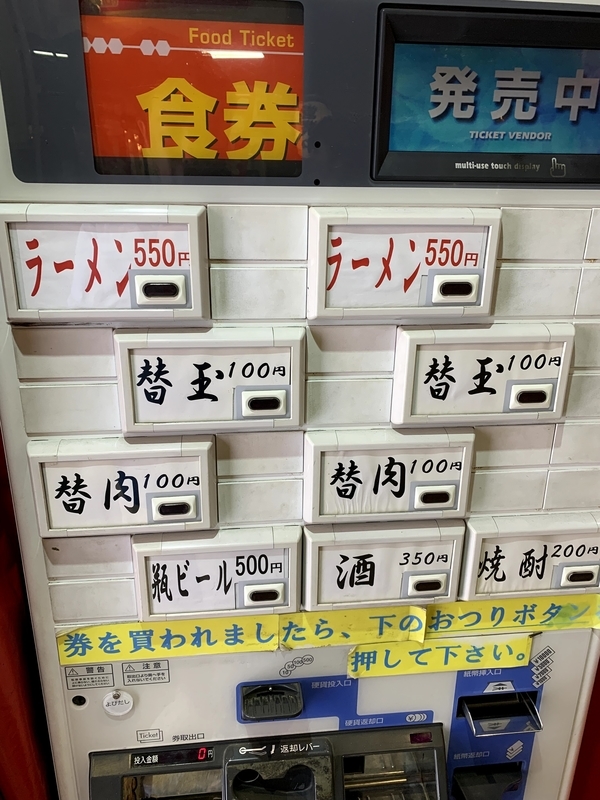 Food Ticket
食券
発売中
TICKET VENDOR
multi-use touch display
ラーメン 550円
ラーメン 550円
替玉 100円
替玉 100円
替肉 100円
替肉 100円
瓶ビール 500円
酒 350円
焼酎 200円
券を買われましたら、下のおつりボタン
押して下さい。
警告
注意
よびだし
硬貨投入口
紙幣挿入口
硬貨返却口
紙幣返却口
Ticket 券取出口
返却レバー
投入金額 0円